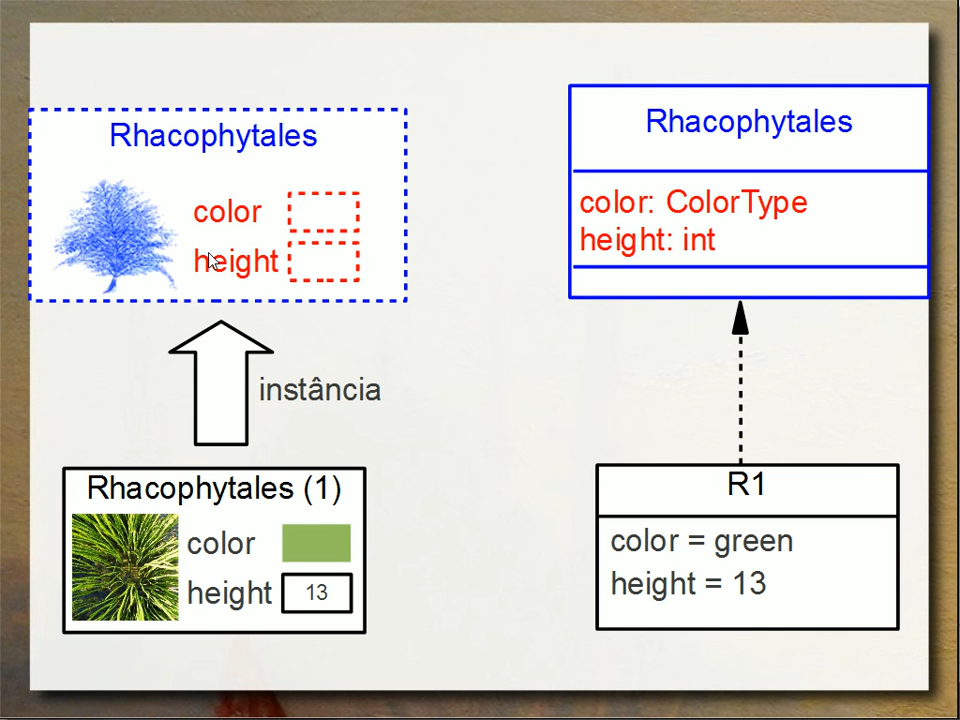 Rhacophytales
color
height
instância
Rhacophytales (1)
color
height
13
Rhacophytales
color: ColorType
height: int
R1
color = green
height = 13